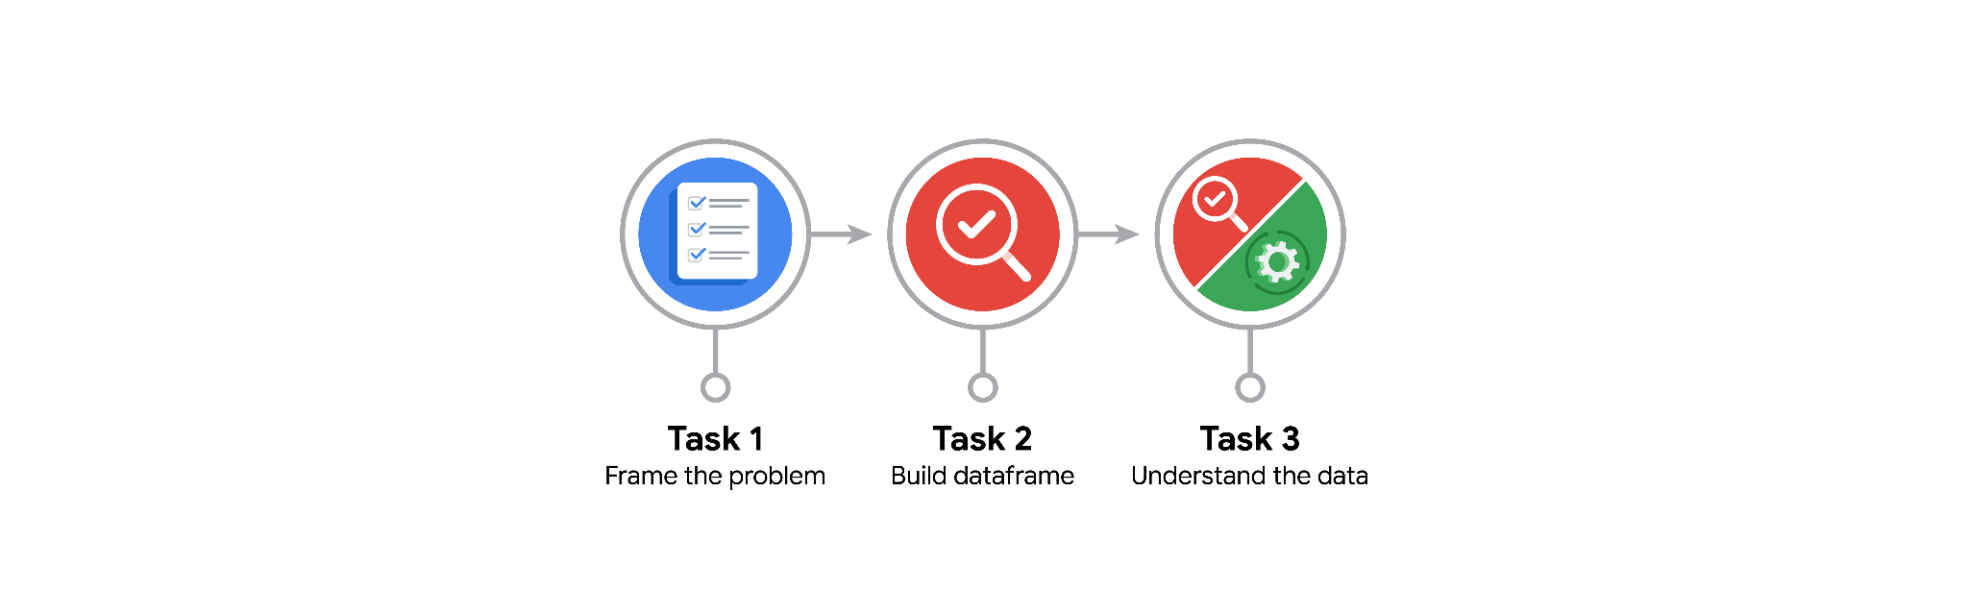 Task 1
Frame the problem
Task 2
Build dataframe
Task 3
Understand the data